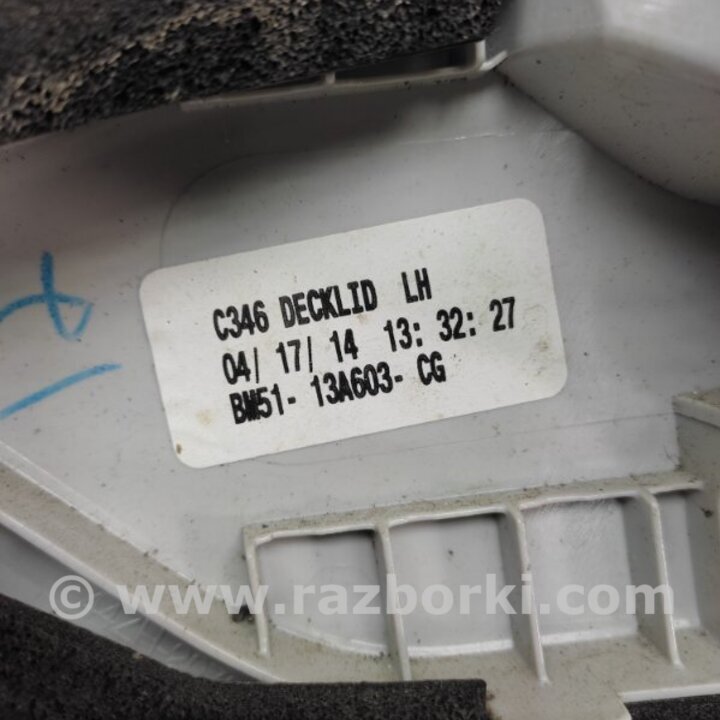 C346 DECKLID LH
04/ 17/ 14 13: 32: 27
BM51- 13A603- CG
© www.razborki.com